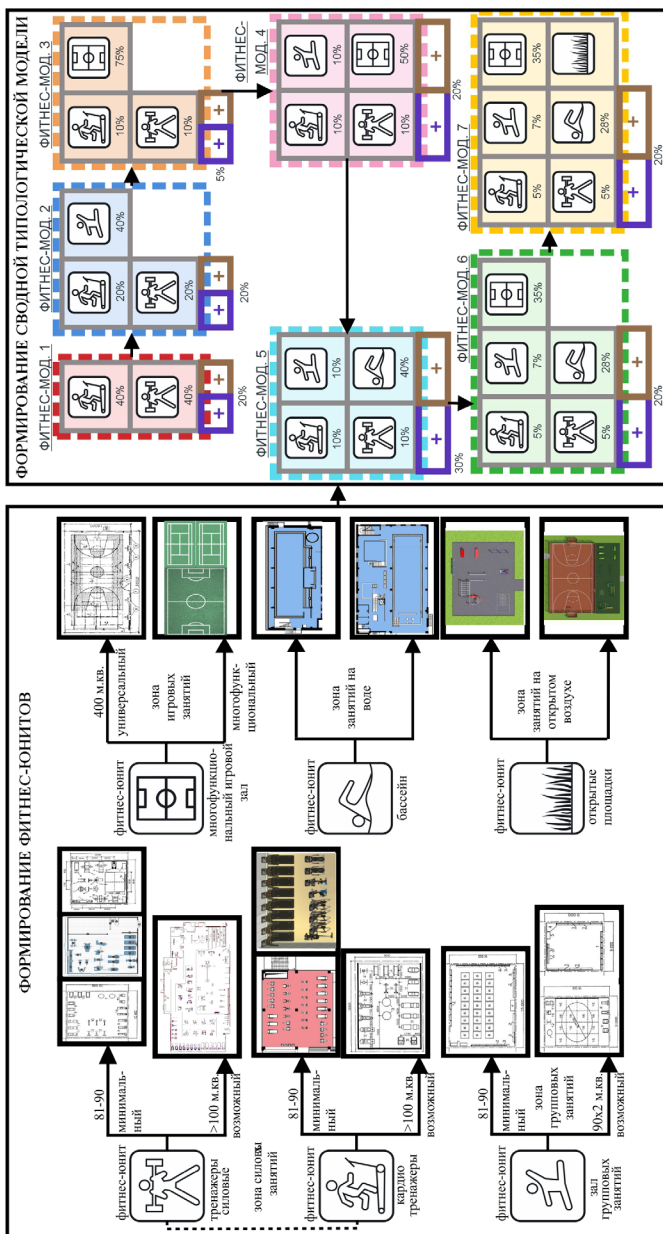 ФОРМИРОВАНИЕ ФИТНЕС-ЮНИТОВ
фитнес-юнит
тренажеры
силовые
81-90
минималь-
ный
>100 м.кв.
возможный
зона силовых
занятий
фитнес-юнит
кардио
тренажеры
81-90
минималь-
ный
>100 м.кв.
возможный
фитнес-юнит
зал
групповых
занятий
81-90
минималь-
ный
зона
групповых
занятий
90х2 м.кв.
возможный
фитнес-юнит
многофункцио-
нальный игровой
зал
400 м.кв.
универсальный
зона
игровых
занятий
многофунк-
циональный
фитнес-юнит
бассейн
зона
занятий на
воде
фитнес-юнит
открытые
площадки
зона
занятий на
открытом
воздухе
ФОРМИРОВАНИЕ СВОДНОЙ ТИПОЛОГИЧЕСКОЙ МОДЕЛИ
ФИТНЕС-МОД. 1
40%
40%
+ +
20%
ФИТНЕС-МОД. 2
20%
40%
20%
+ +
20%
ФИТНЕС-МОД. 3
10%
75%
10%
+ +
5%
ФИТНЕС-
МОД. 4
10%
10%
10%
50%
+ +
20%
ФИТНЕС-МОД. 5
10%
10%
10%
40%
+ +
30%
ФИТНЕС-МОД. 6
5%
7%
35%
5%
28%
+ +
20%
ФИТНЕС-МОД. 7
5%
7%
35%
5%
28%
+ +
20%